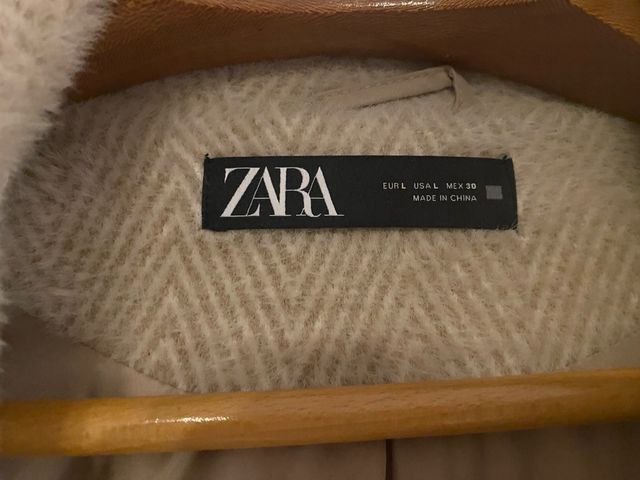 ZARA
EUR L USA L MEX 30
MADE IN CHINA